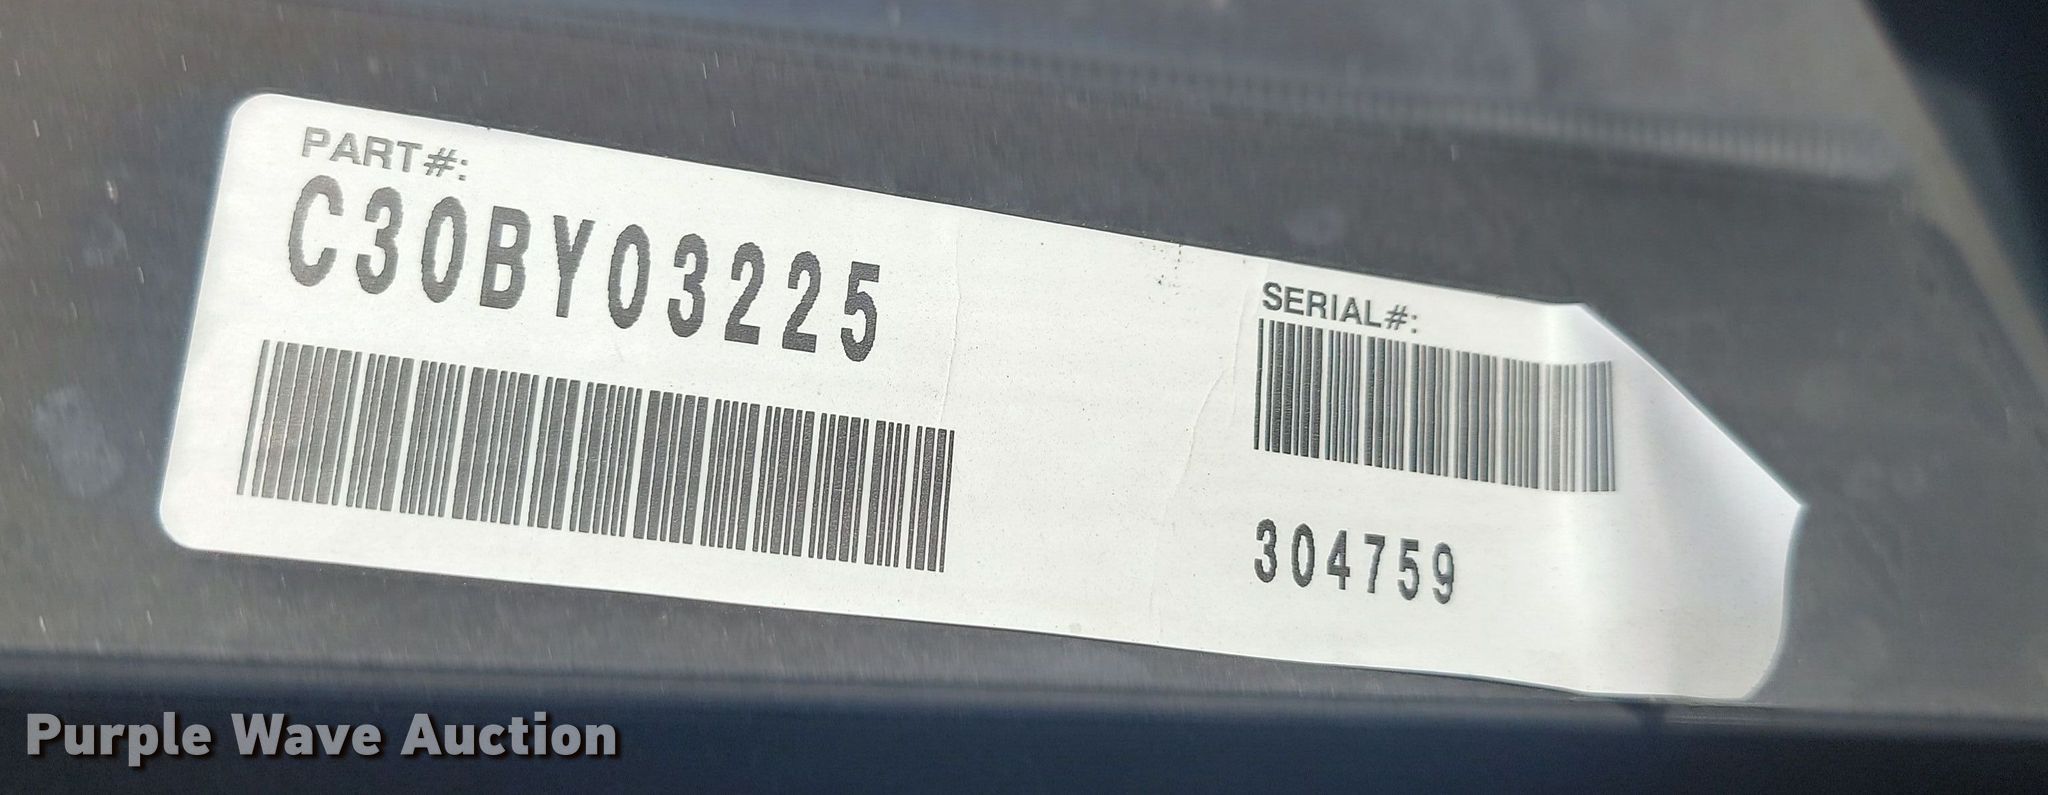 PART#:
C30BY03225
SERIAL#:
304759
Purple Wave Auction